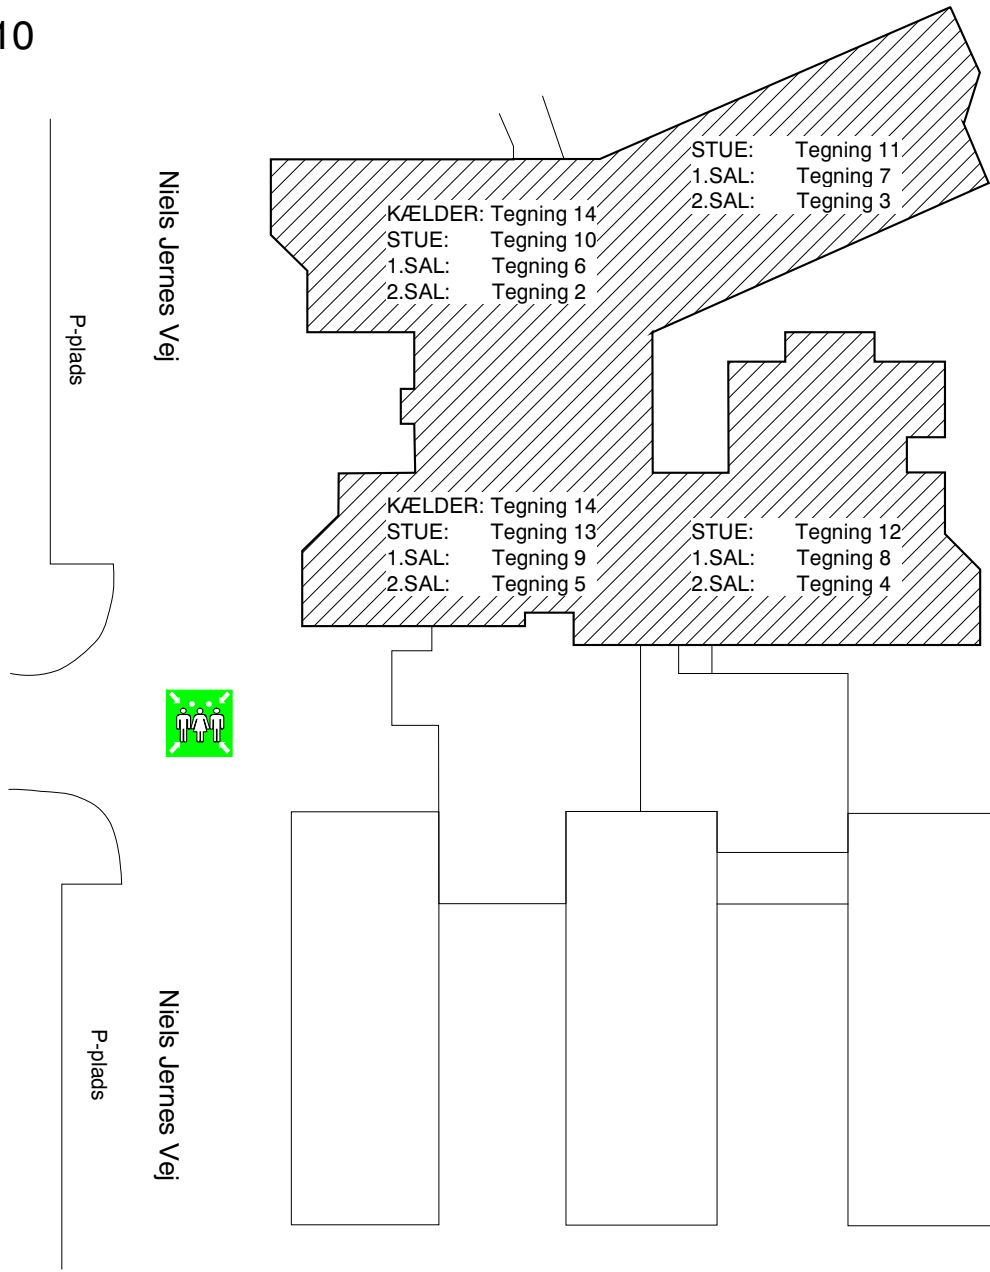 10
STUE: Tegning 11
1.SAL: Tegning 7
2.SAL: Tegning 3
KÆLDER: Tegning 14
STUE: Tegning 10
1.SAL: Tegning 6
2.SAL: Tegning 2
Niels Jernes Vej
P-plads
KÆLDER: Tegning 14
STUE: Tegning 13
1.SAL: Tegning 9
2.SAL: Tegning 5
STUE: Tegning 12
1.SAL: Tegning 8
2.SAL: Tegning 4
Niels Jernes Vej
P-plads